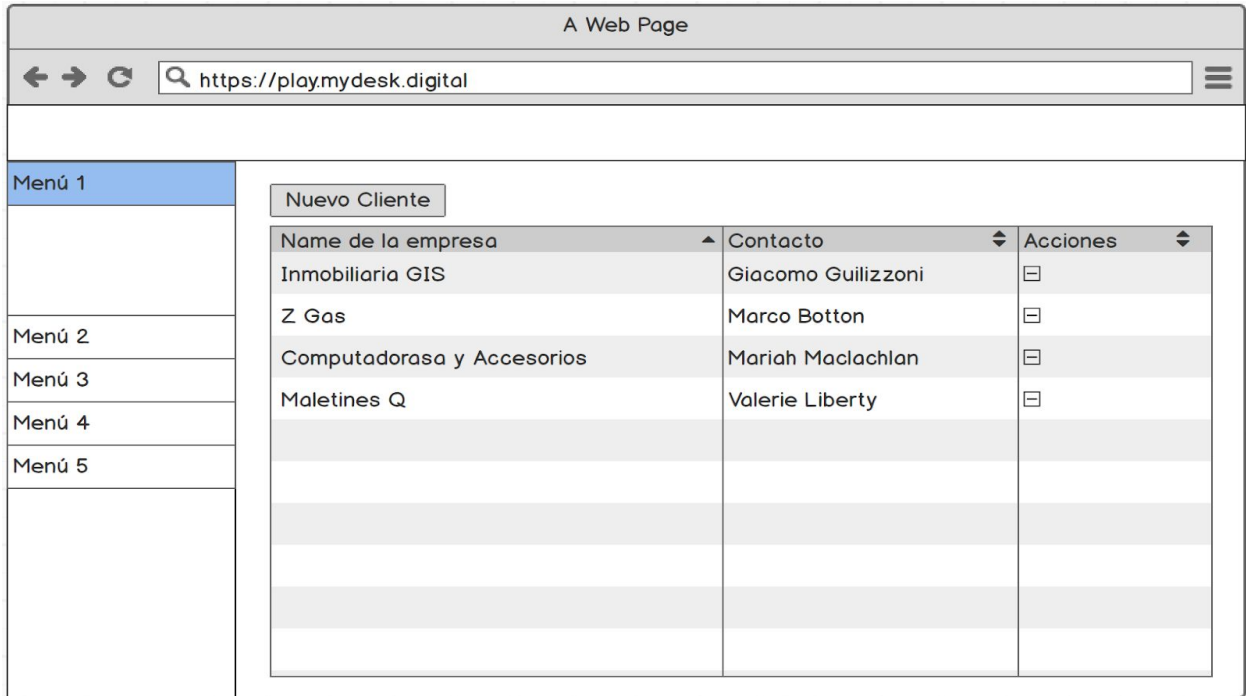 A Web Page
https://play.mydesk.digital
Menú 1
Menú 2
Menú 3
Menú 4
Menú 5
Nuevo Cliente
Name de la empresa Contacto Acciones
Inmobiliaria GIS Giacomo Guilizzoni
Z Gas Marco Botton
Computadorasa y Accesorios Mariah Maclachlan
Maletines Q Valerie Liberty